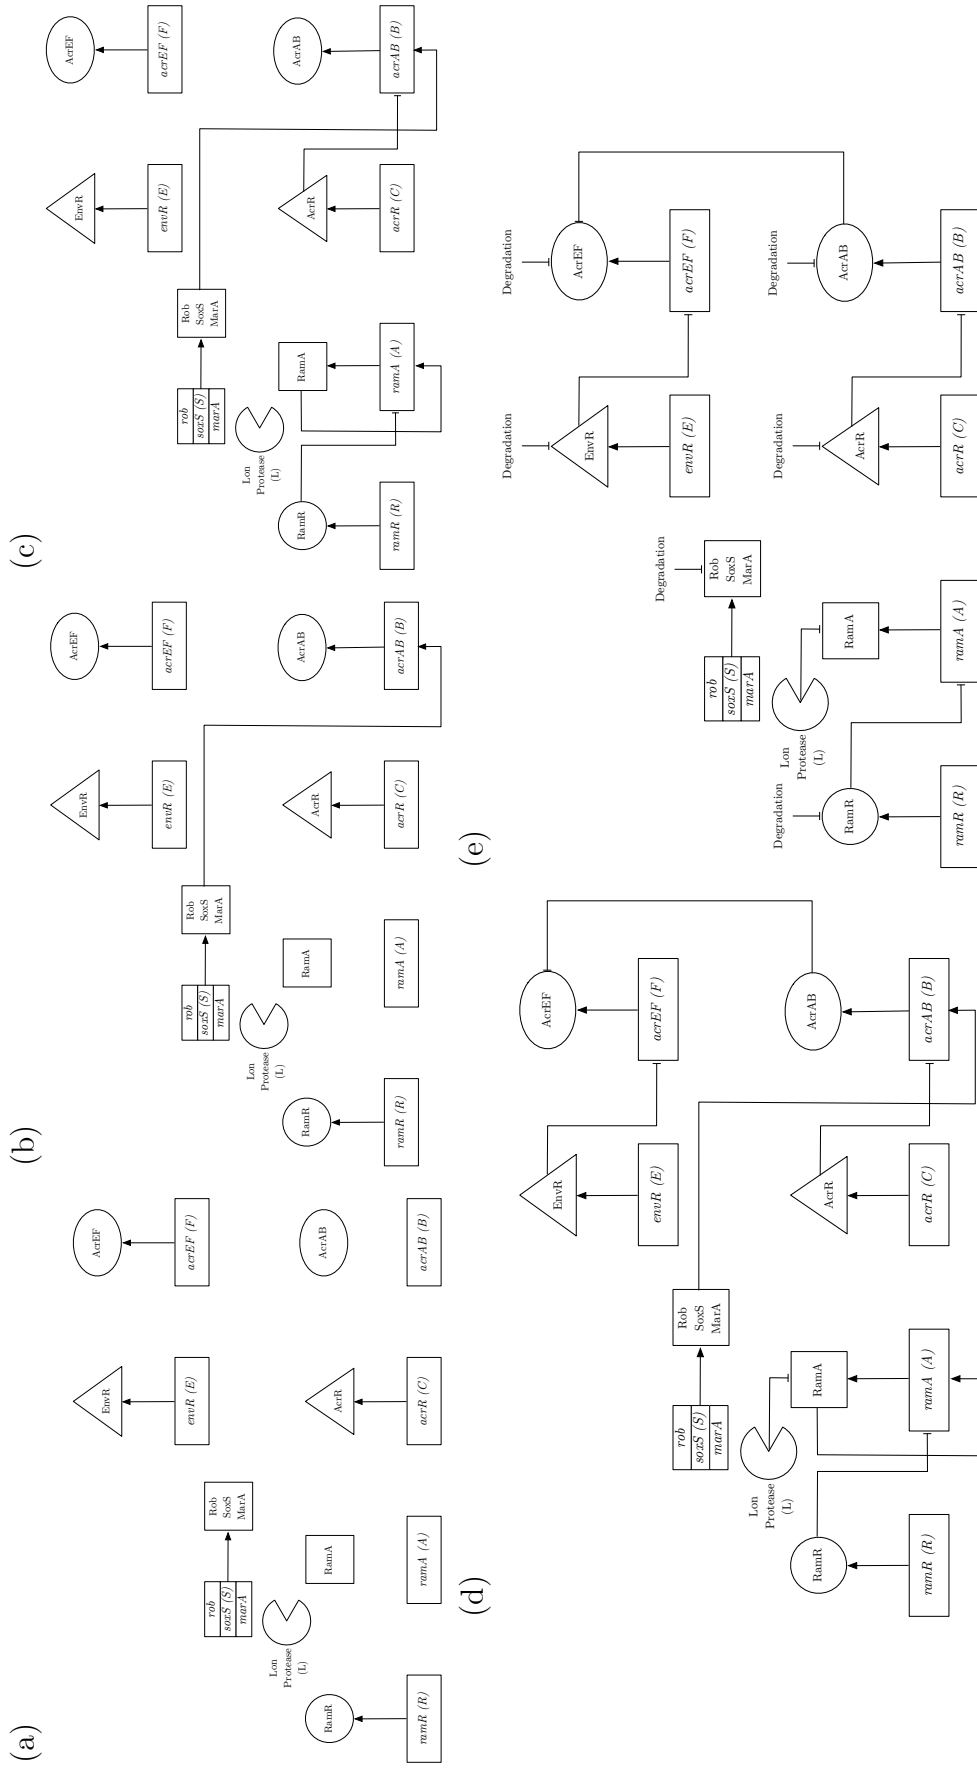 (a)
rob
soxS (S)
marA
Rob
SoxS
MarA
EnvR
AcrEF
envR (E)
acrEF (F)
Lon
Protease
(L)
RamR
RamA
AcrR
AcrAB
ramR (R)
ramA (A)
acrR (C)
acrAB (B)
(b)
rob
soxS (S)
marA
Rob
SoxS
MarA
EnvR
AcrEF
envR (E)
acrEF (F)
Lon
Protease
(L)
RamR
RamA
AcrR
AcrAB
ramR (R)
ramA (A)
acrR (C)
acrAB (B)
(c)
rob
soxS (S)
marA
Rob
SoxS
MarA
EnvR
AcrEF
envR (E)
acrEF (F)
Lon
Protease
(L)
RamR
RamA
AcrR
AcrAB
ramR (R)
ramA (A)
acrR (C)
acrAB (B)
(d)
rob
soxS (S)
marA
Rob
SoxS
MarA
EnvR
AcrEF
envR (E)
acrEF (F)
Lon
Protease
(L)
RamR
RamA
AcrR
AcrAB
ramR (R)
ramA (A)
acrR (C)
acrAB (B)
(e)
Degradation
Degradation
EnvR
AcrEF
envR (E)
acrEF (F)
Degradation
rob
soxS (S)
marA
Rob
SoxS
MarA
Degradation
Lon
Protease
(L)
Degradation
Degradation
RamR
RamA
AcrR
AcrAB
ramR (R)
ramA (A)
acrR (C)
acrAB (B)